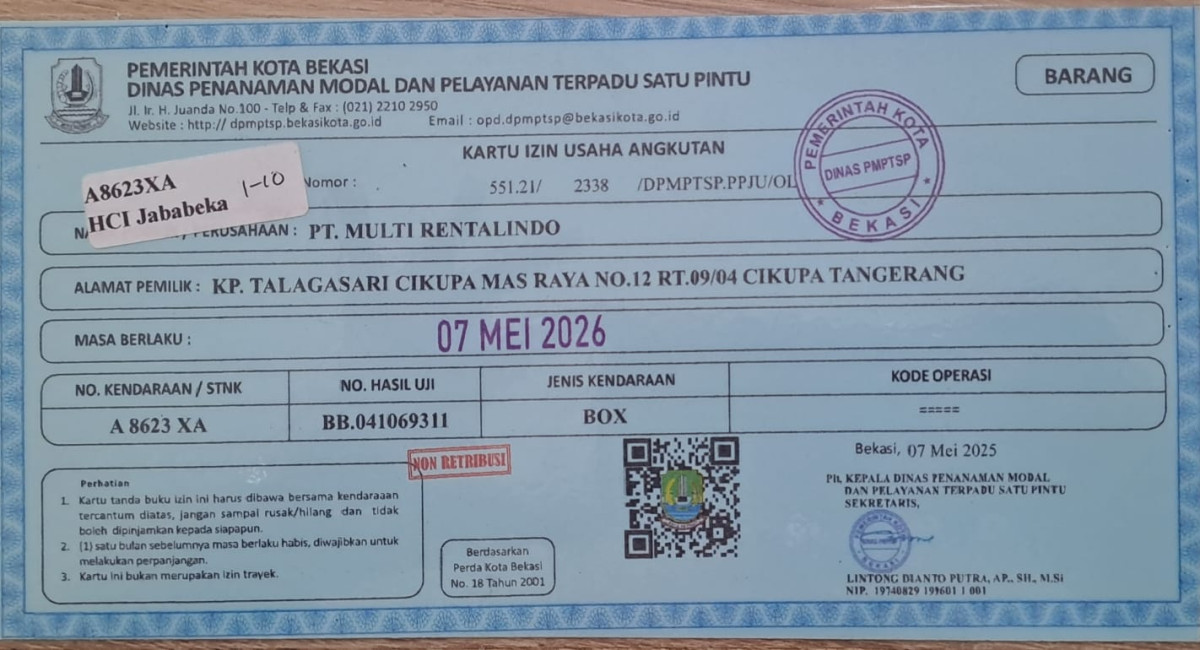 PEMERINTAH KOTA BEKASI
DINAS PENANAMAN MODAL DAN PELAYANAN TERPADU SATU PINTU
Jl. Ir. H. Juanda No.100 - Telp & Fax : (021) 2210 2950
Website : http:// dpmptsp.bekasikota.go.id Email : opd.dpmptsp@bekasikota.go.id
BARANG
KARTU IZIN USAHA ANGKUTAN
PEMERINTAH KOTA
DINAS PMPTSP
* BEKASI *
A8623XA 1-10
HCI Jababeka
Nomor : 551.21/ 2338 /DPMPTSP.PPJU/OL
PERUSAHAAN : PT. MULTI RENTALINDO
ALAMAT PEMILIK : KP. TALAGASARI CIKUPA MAS RAYA NO.12 RT.09/04 CIKUPA TANGERANG
MASA BERLAKU : 07 MEI 2026
NO. KENDARAAN / STNK NO. HASIL UJI JENIS KENDARAAN KODE OPERASI
A 8623 XA BB.041069311 BOX =====
NON RETRIBUSI
Perhatian
1. Kartu tanda buku izin ini harus dibawa bersama kendaraaan
tercantum diatas, jangan sampai rusak/hilang dan tidak
boleh dipinjamkan kepada siapapun.
2. (1) satu bulan sebelumnya masa berlaku habis, diwajibkan untuk
melakukan perpanjangan.
3. Kartu ini bukan merupakan izin trayek.
Berdasarkan
Perda Kota Bekasi
No. 18 Tahun 2001
Bekasi, 07 Mei 2025
Plt. KEPALA DINAS PENANAMAN MODAL
DAN PELAYANAN TERPADU SATU PINTU
SEKRETARIS,
LINTONG DIANTO PUTRA, AP., SH., M.Si
NIP. 19740829 199601 1 001